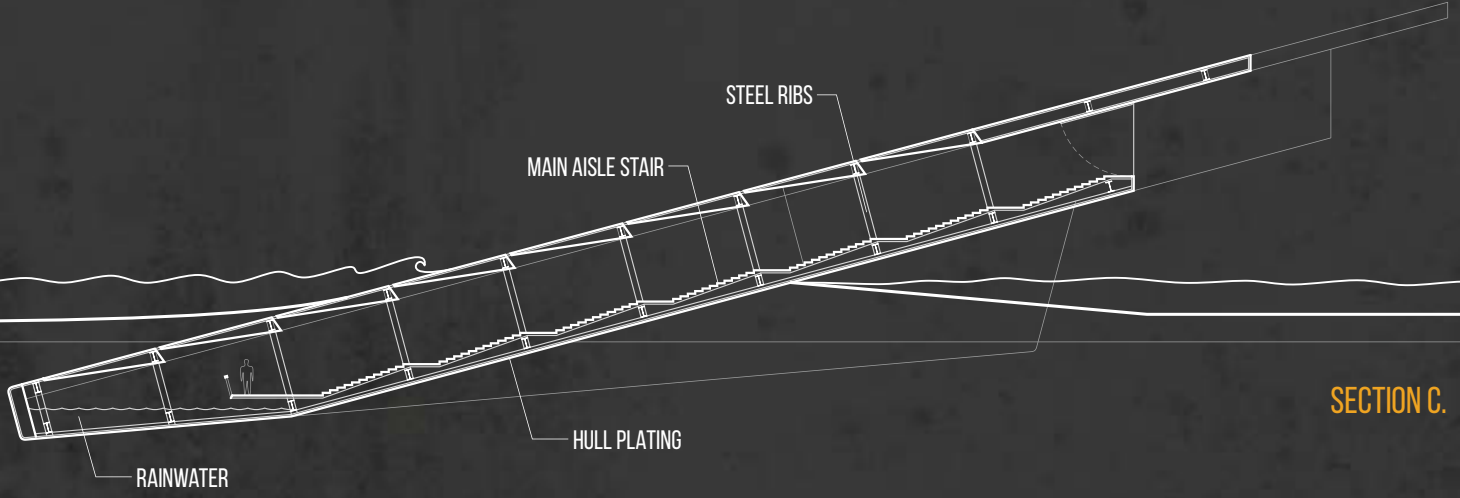 STEEL RIBS
MAIN AISLE STAIR
SECTION C.
HULL PLATING
RAINWATER